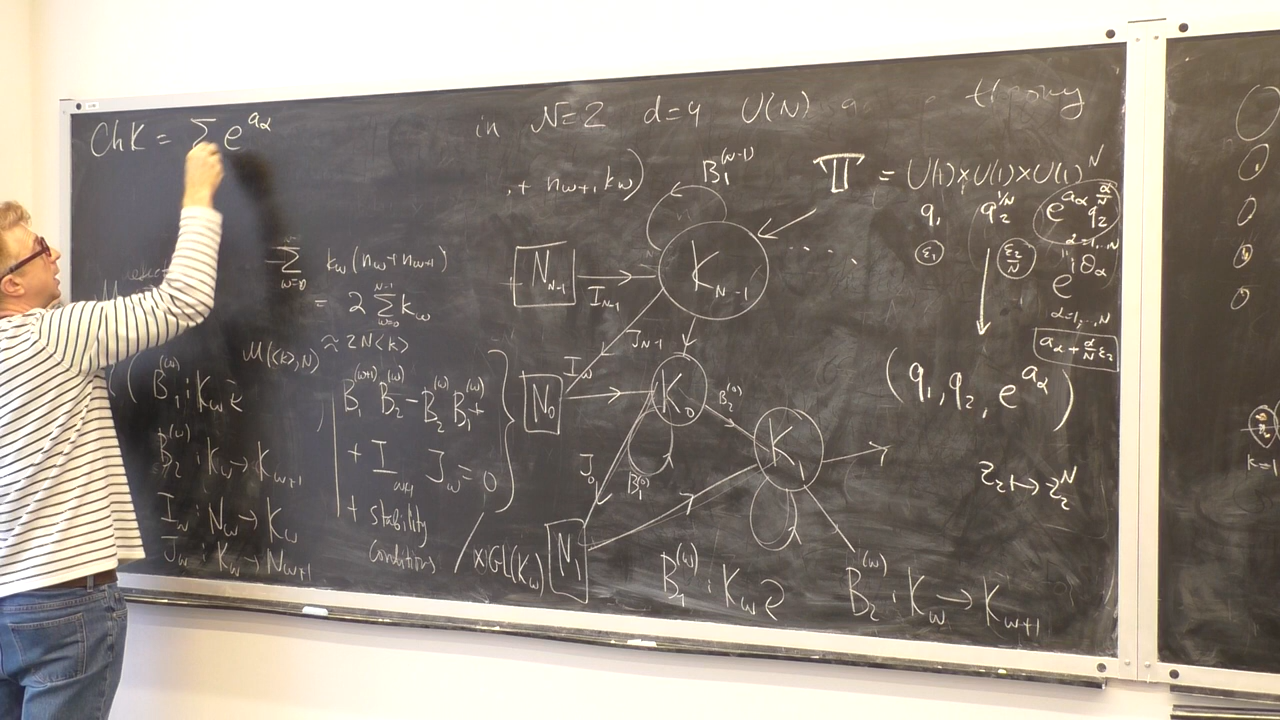 Ch K = Σ e^{a_α}
in N=2 d=4 U(N) theory
+ n_{ω+1} k_ω)
B_1^{(N-1)}
𝕋 = U(1)×U(1)×U(1)^N
q_1 q_2^{1/N} e^{a_α} q_2^{α/N}
ε_1 ε_2/N α=1,..,N
e^{iθ_α}
α=1,..,N
a_α + α/N ε_2
Σ_{ω=0} k_ω (n_ω + n_{ω+1})
= 2 Σ_{ω=0}^{N-1} k_ω
≈ 2N<k>
M(<k>, N)
N_{N-1}
I_{N-1}
K_{N-1}
J_{N-1}
I_ω
N_0
K_0
B_2^{(0)}
K_1
J_0
B_1^{(0)}
N_1
(q_1, q_2, e^{a_α})
z_2 ↦ z_2^N
B_1^{(ω)} : K_ω
B_2^{(ω)} : K_ω → K_{ω+1}
I_ω : N_ω → K_ω
J_ω : K_ω → N_{ω+1}
B_1^{(ω+1)} B_2^{(ω)} - B_2^{(ω)} B_1^{(ω)} +
+ I_{ω+1} J_ω = 0
+ stability
conditions
×GL(K_ω)
B_1^{(ω)} : K_ω
B_2^{(ω)} : K_ω → K_{ω+1}
k=1